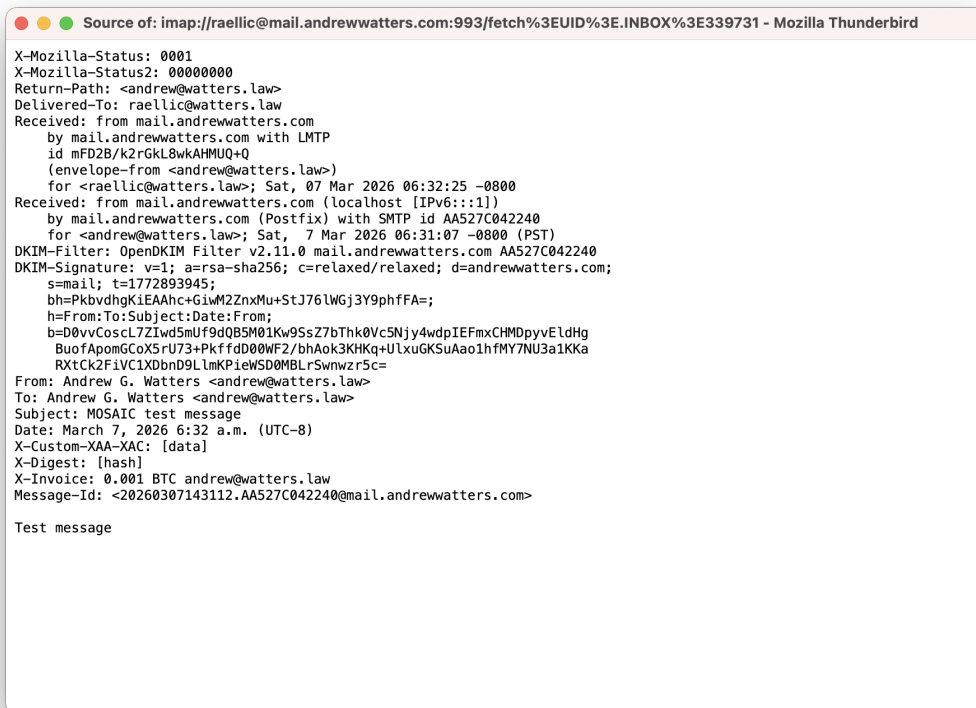 Source of: imap://raellic@mail.andrewwatters.com:993/fetch%3EUID%3E.INBOX%3E339731 - Mozilla Thunderbird
X-Mozilla-Status: 0001
X-Mozilla-Status2: 00000000
Return-Path: <andrew@watters.law>
Delivered-To: raellic@watters.law
Received: from mail.andrewwatters.com
by mail.andrewwatters.com with LMTP
id mFD2B/k2rGkL8wkAHMUQ+Q
(envelope-from <andrew@watters.law>)
for <raellic@watters.law>; Sat, 07 Mar 2026 06:32:25 -0800
Received: from mail.andrewwatters.com (localhost [IPv6:::1])
by mail.andrewwatters.com (Postfix) with SMTP id AA527C042240
for <andrew@watters.law>; Sat,  7 Mar 2026 06:31:07 -0800 (PST)
DKIM-Filter: OpenDKIM Filter v2.11.0 mail.andrewwatters.com AA527C042240
DKIM-Signature: v=1; a=rsa-sha256; c=relaxed/relaxed; d=andrewwatters.com;
s=mail; t=1772893945;
bh=PkbvdhgKiEAAhc+GiwM2ZnxMu+StJ76lWGj3Y9phfFA=;
h=From:To:Subject:Date:From;
b=D0vvCoscL7ZIwd5mUf9dQB5M01Kw9SsZ7bThk0Vc5Njy4wdpIEFmxCHMDpyvEldHg
BuofApomGCoX5rU73+PkffdD00WF2/bhAok3KHKq+UlxuGKSuAao1hfMY7NU3a1KKa
RXtCk2FiVC1XDbnD9LlmKPieWSD0MBLrSwnwzr5c=
From: Andrew G. Watters <andrew@watters.law>
To: Andrew G. Watters <andrew@watters.law>
Subject: MOSAIC test message
Date: March 7, 2026 6:32 a.m. (UTC-8)
X-Custom-XAA-XAC: [data]
X-Digest: [hash]
X-Invoice: 0.001 BTC andrew@watters.law
Message-Id: <20260307143112.AA527C042240@mail.andrewwatters.com>
Test message